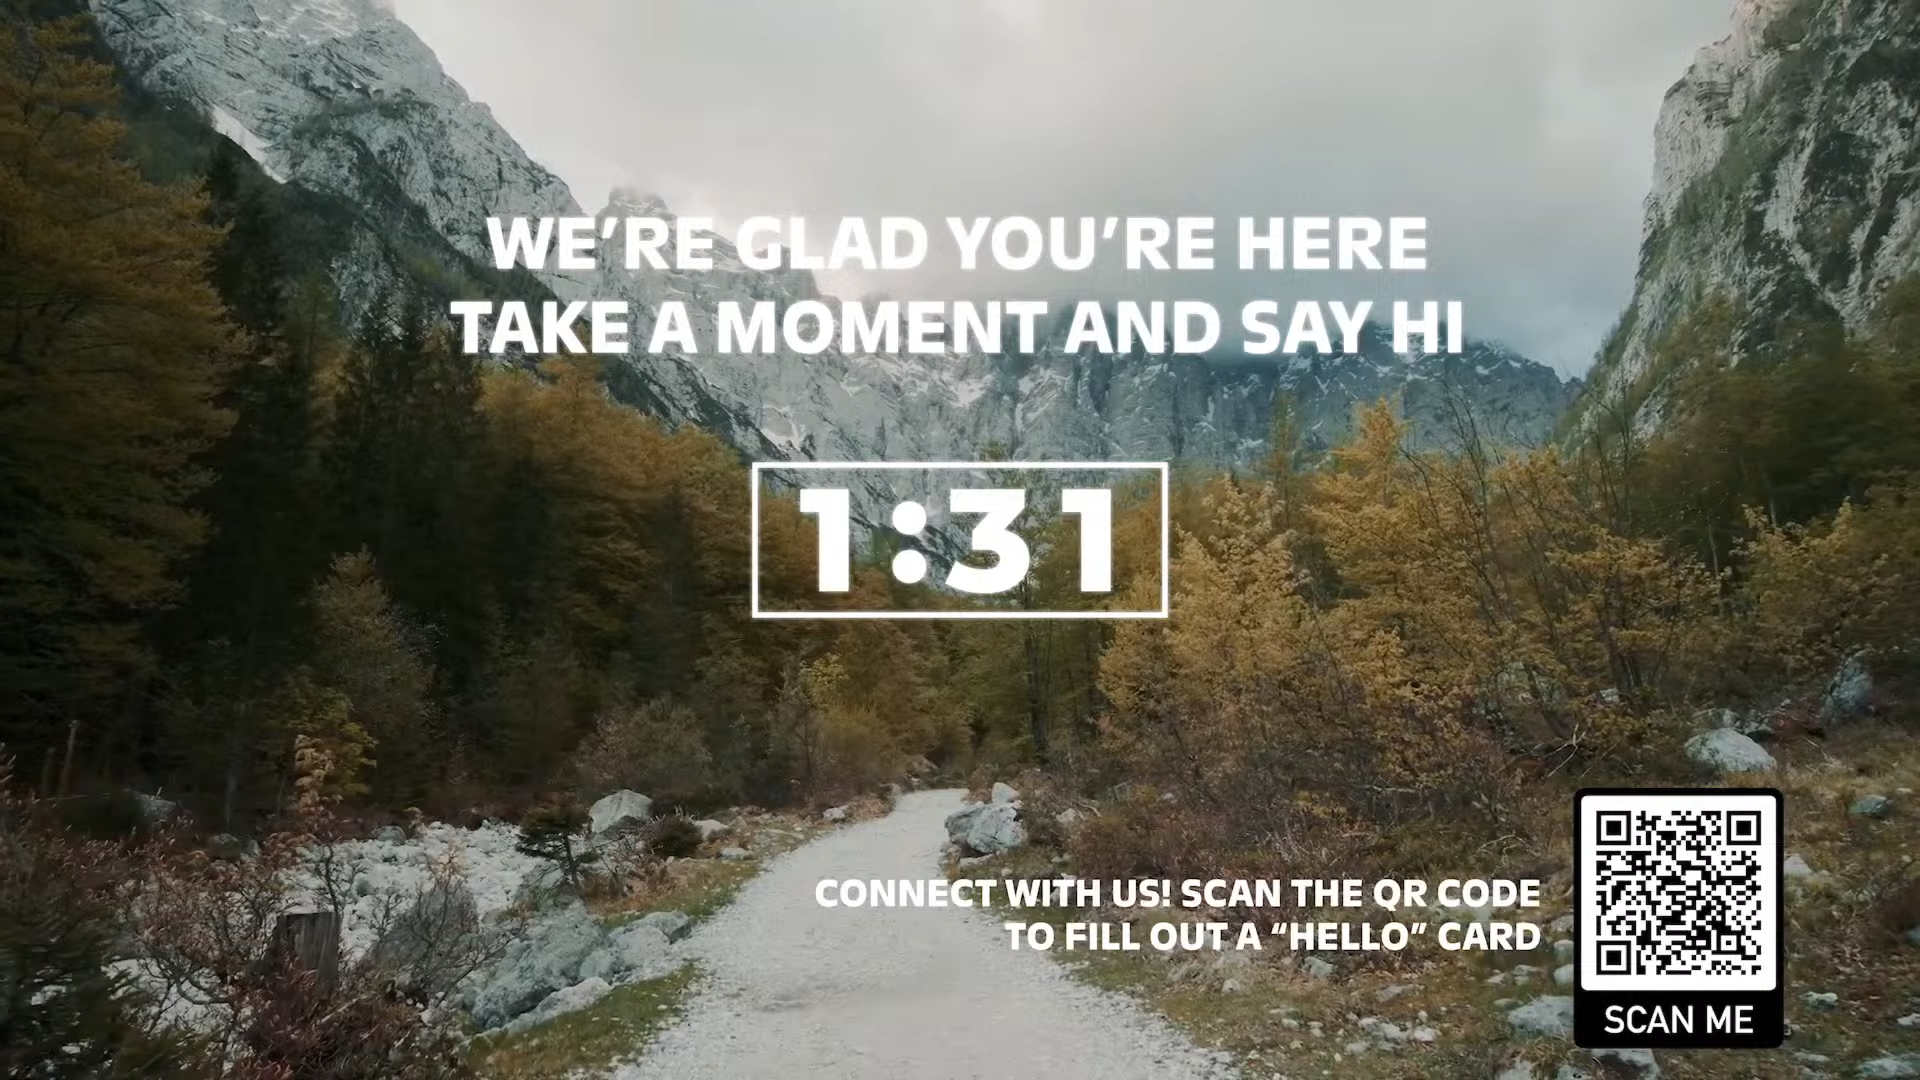 WE’RE GLAD YOU’RE HERE
TAKE A MOMENT AND SAY HI
1:31
CONNECT WITH US! SCAN THE QR CODE
TO FILL OUT A “HELLO” CARD
SCAN ME